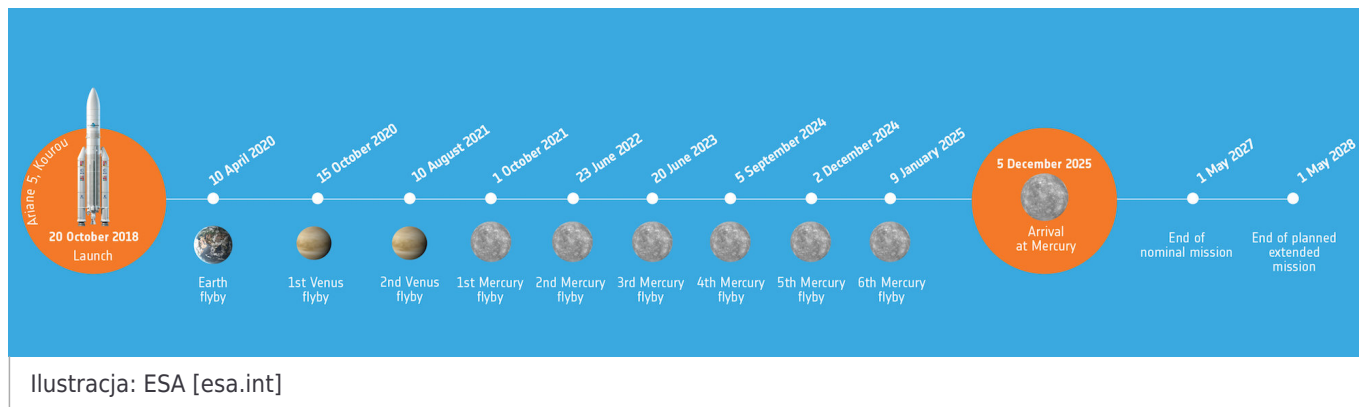 Ariane 5, Kourou
20 October 2018
Launch
10 April 2020
Earth
flyby
15 October 2020
1st Venus
flyby
10 August 2021
2nd Venus
flyby
1 October 2021
1st Mercury
flyby
23 June 2022
2nd Mercury
flyby
20 June 2023
3rd Mercury
flyby
5 September 2024
4th Mercury
flyby
2 December 2024
5th Mercury
flyby
9 January 2025
6th Mercury
flyby
5 December 2025
Arrival
at Mercury
1 May 2027
End of
nominal mission
1 May 2028
End of planned
extended
mission
Ilustracja: ESA [esa.int]